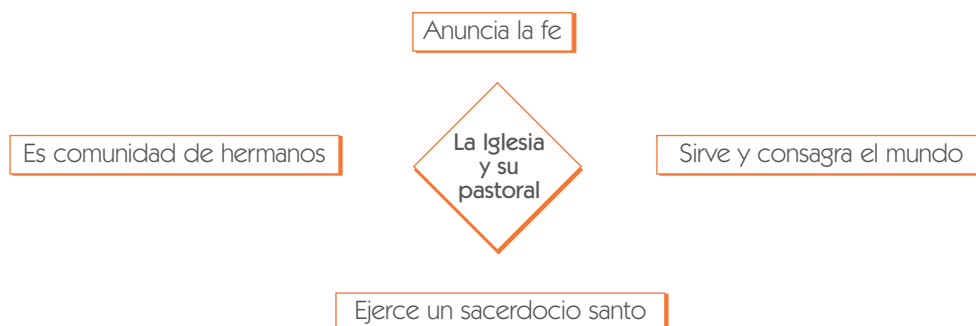 Anuncia la fe
Es comunidad de hermanos
La Iglesia
y su
pastoral
Sirve y consagra el mundo
Ejerce un sacerdocio santo